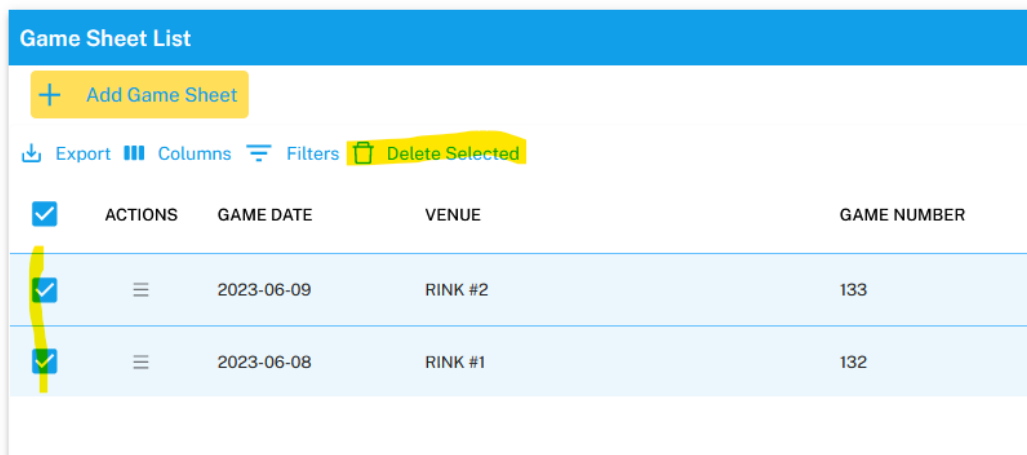 Game Sheet List
Add Game Sheet
Export Columns Filters Delete Selected
ACTIONS GAME DATE VENUE GAME NUMBER
2023-06-09 RINK #2 133
2023-06-08 RINK #1 132